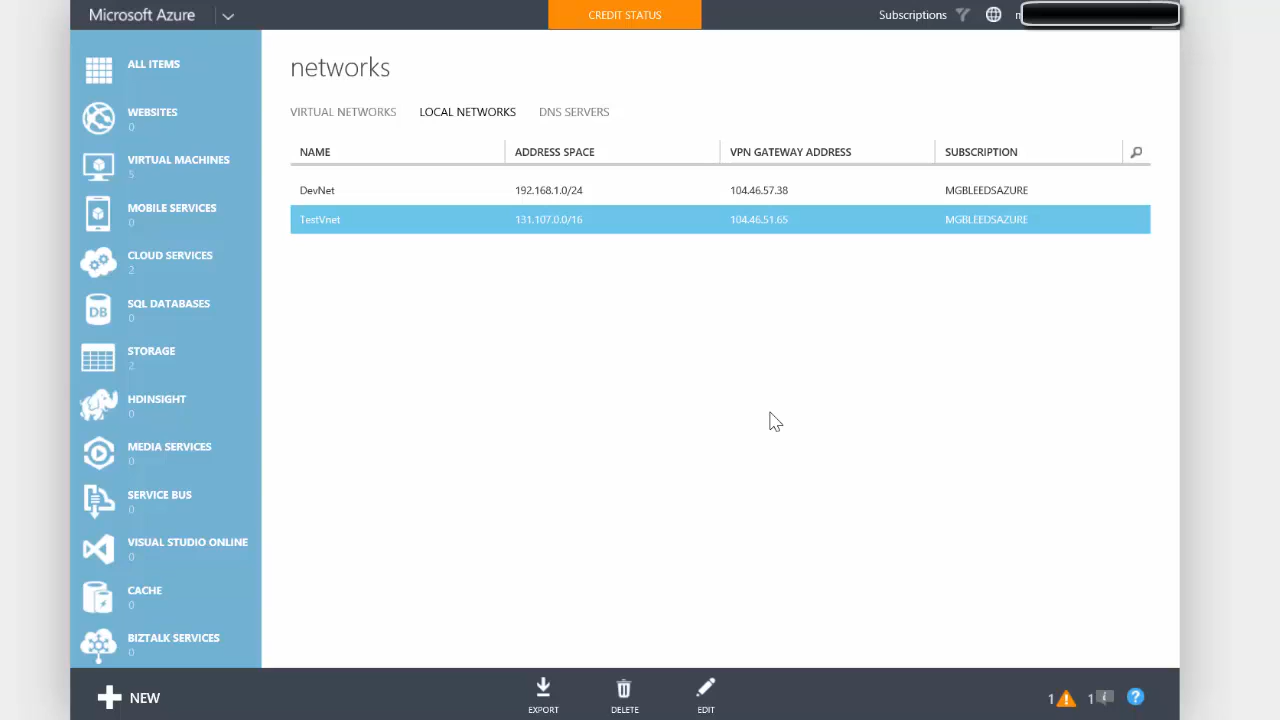 Microsoft Azure
CREDIT STATUS
Subscriptions
ALL ITEMS
WEBSITES
0
VIRTUAL MACHINES
5
MOBILE SERVICES
0
CLOUD SERVICES
2
SQL DATABASES
0
DB
STORAGE
2
HDINSIGHT
0
MEDIA SERVICES
0
SERVICE BUS
0
VISUAL STUDIO ONLINE
0
CACHE
0
BIZTALK SERVICES
0
networks
VIRTUAL NETWORKS LOCAL NETWORKS DNS SERVERS
NAME ADDRESS SPACE VPN GATEWAY ADDRESS SUBSCRIPTION
DevNet 192.168.1.0/24 104.46.57.38 MGBLEEDSAZURE
TestVnet 131.107.0.0/16 104.46.51.65 MGBLEEDSAZURE
NEW
EXPORT
DELETE
EDIT
1 1 ?